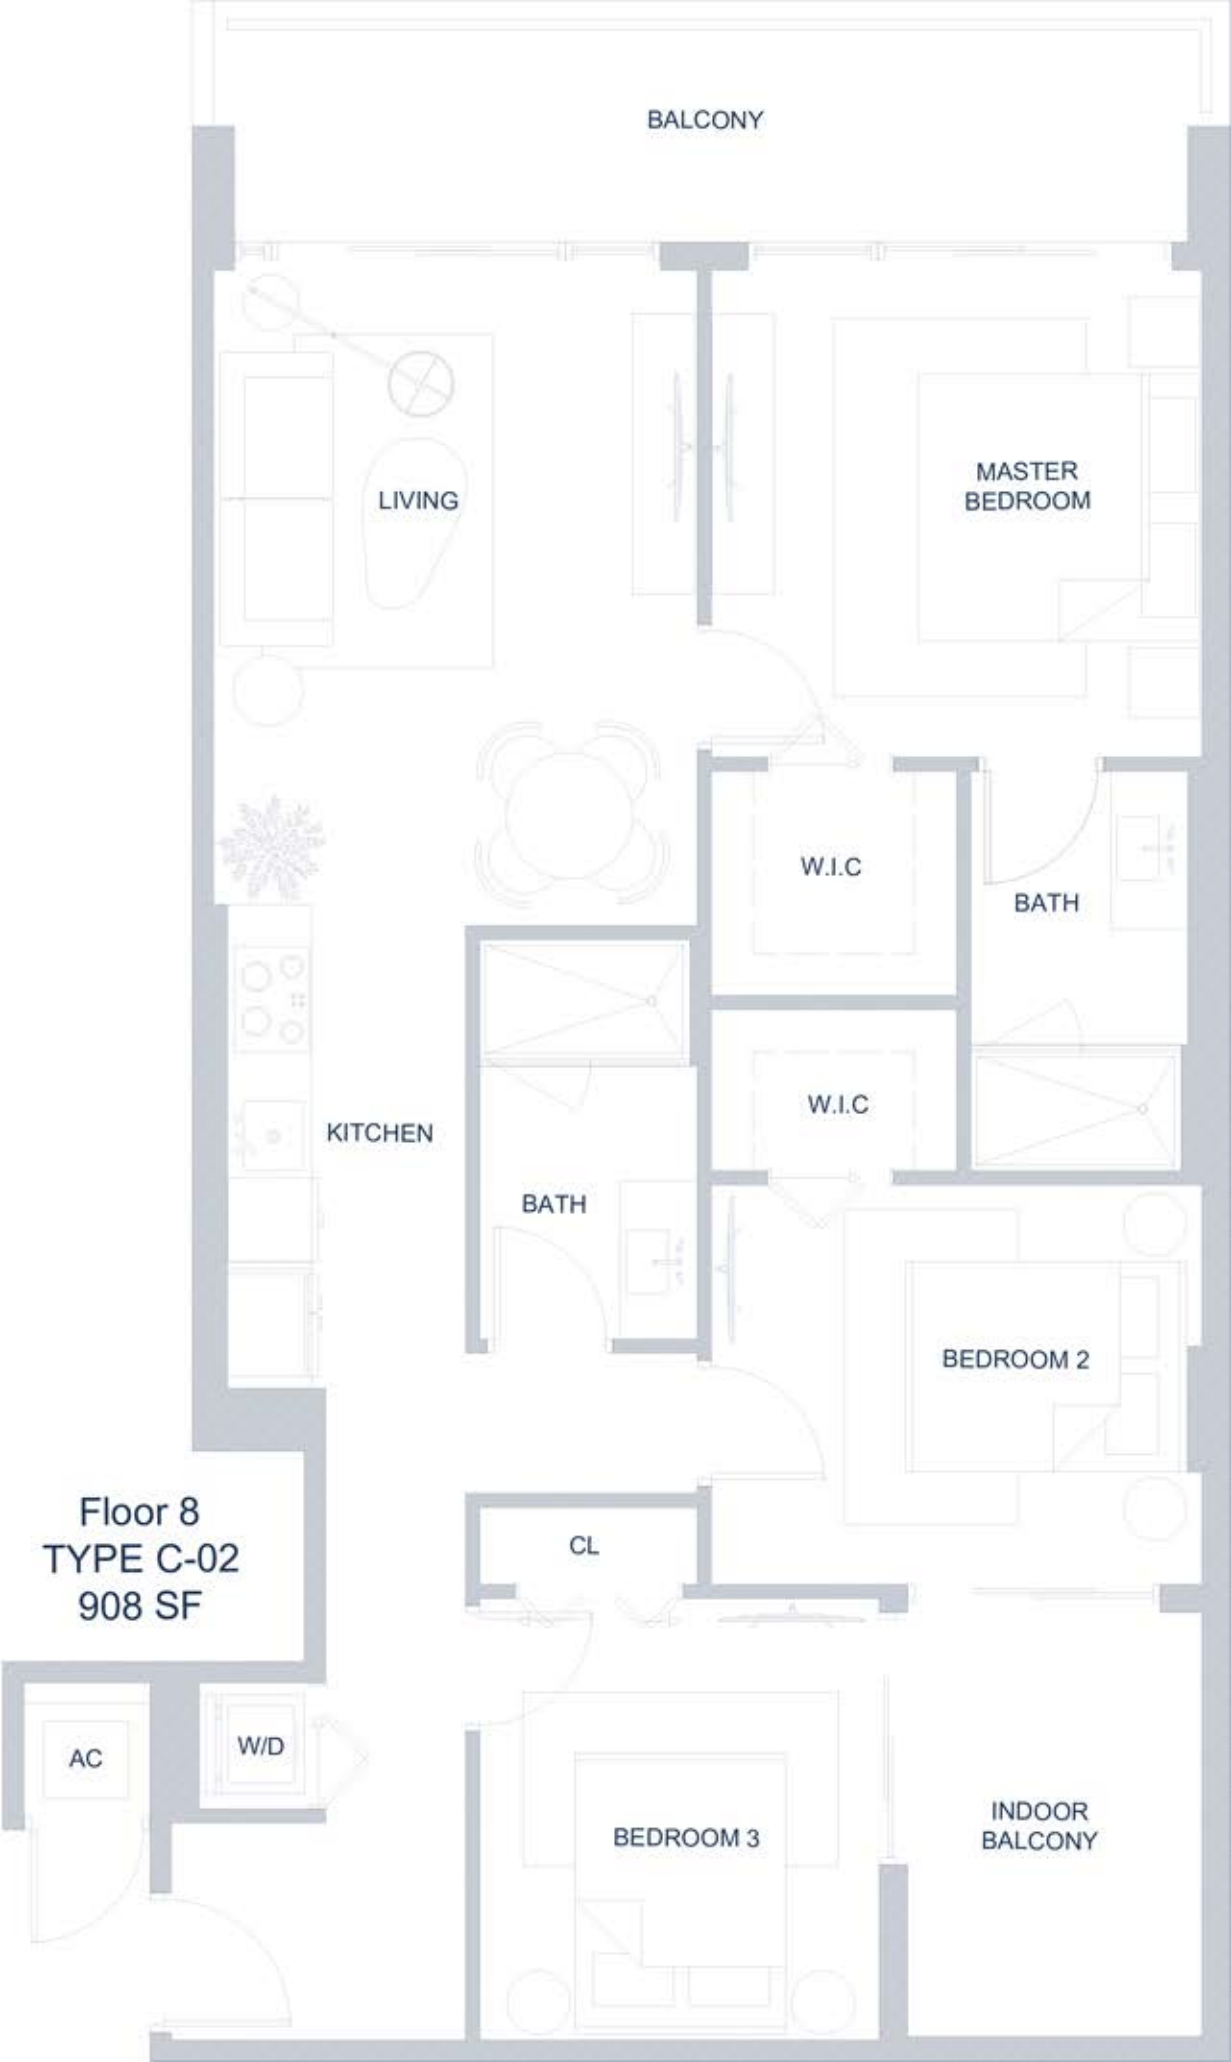 BALCONY
LIVING
MASTER
BEDROOM
W.I.C
BATH
W.I.C
KITCHEN
BATH
BEDROOM 2
Floor 8
TYPE C-02
908 SF
CL
AC
W/D
BEDROOM 3
INDOOR
BALCONY